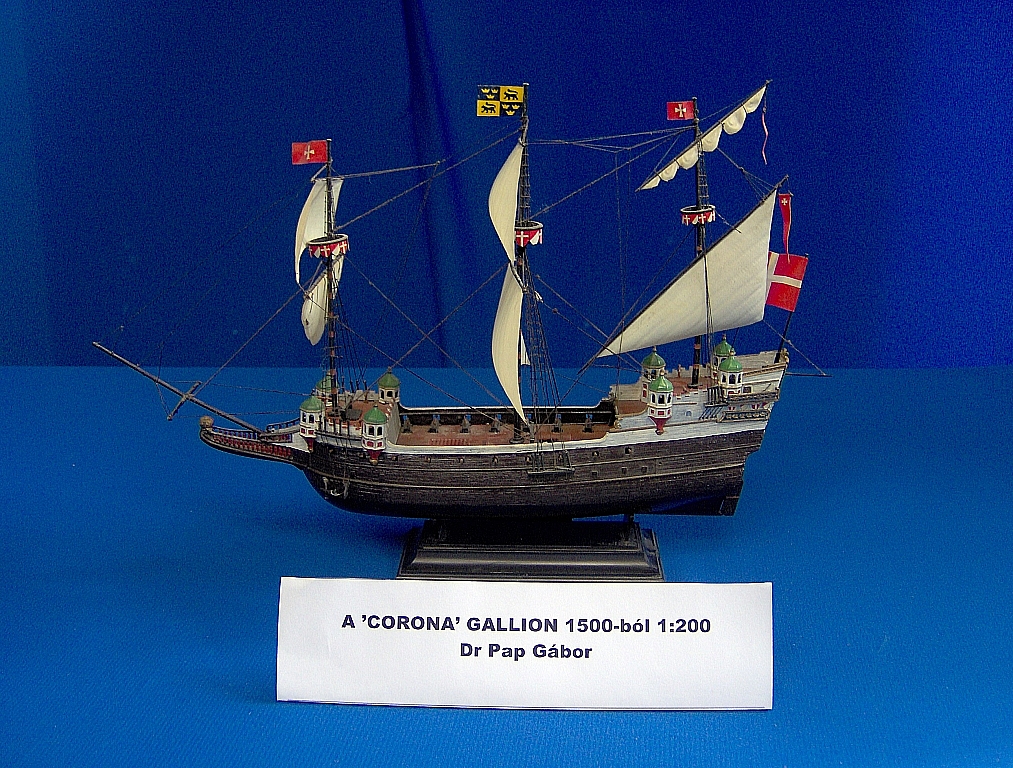 A ’CORONA’ GALLION 1500-ból 1:200
Dr Pap Gábor